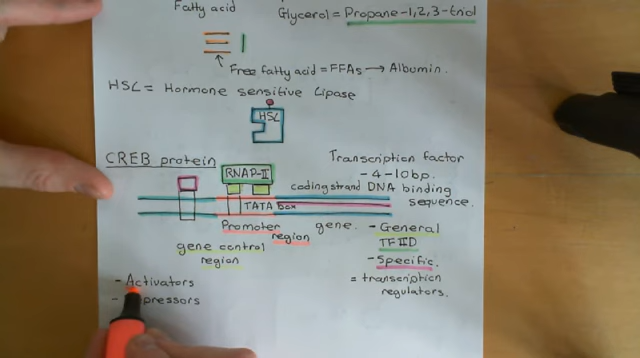 Fatty acid
Glycerol = Propane-1,2,3-triol
Free fatty acid = FFAs → Albumin.
HSL = Hormone sensitive lipase
HSL
CREB protein
RNAP-II
Transcription factor
- 4-10bp.
coding strand DNA binding
sequence.
TATA box
Promoter
region
gene.
gene control
region
- General
TFIID
- Specific.
= transcription
regulators.
- Activators